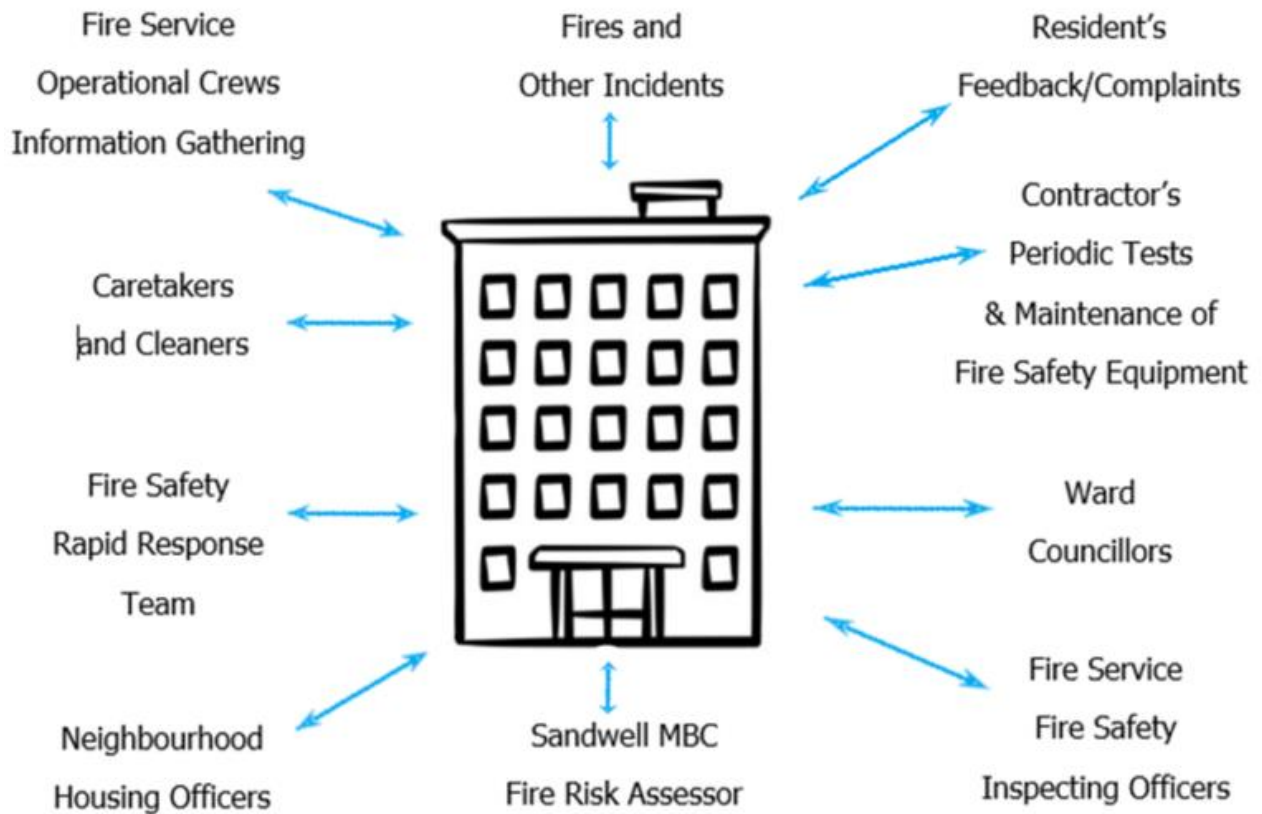 Fire Service
Operational Crews
Information Gathering
Fires and
Other Incidents
Resident's
Feedback/Complaints
Contractor's
Periodic Tests
& Maintenance of
Fire Safety Equipment
Caretakers
and Cleaners
Fire Safety
Rapid Response
Team
Ward
Councillors
Neighbourhood
Housing Officers
Sandwell MBC
Fire Risk Assessor
Fire Service
Fire Safety
Inspecting Officers